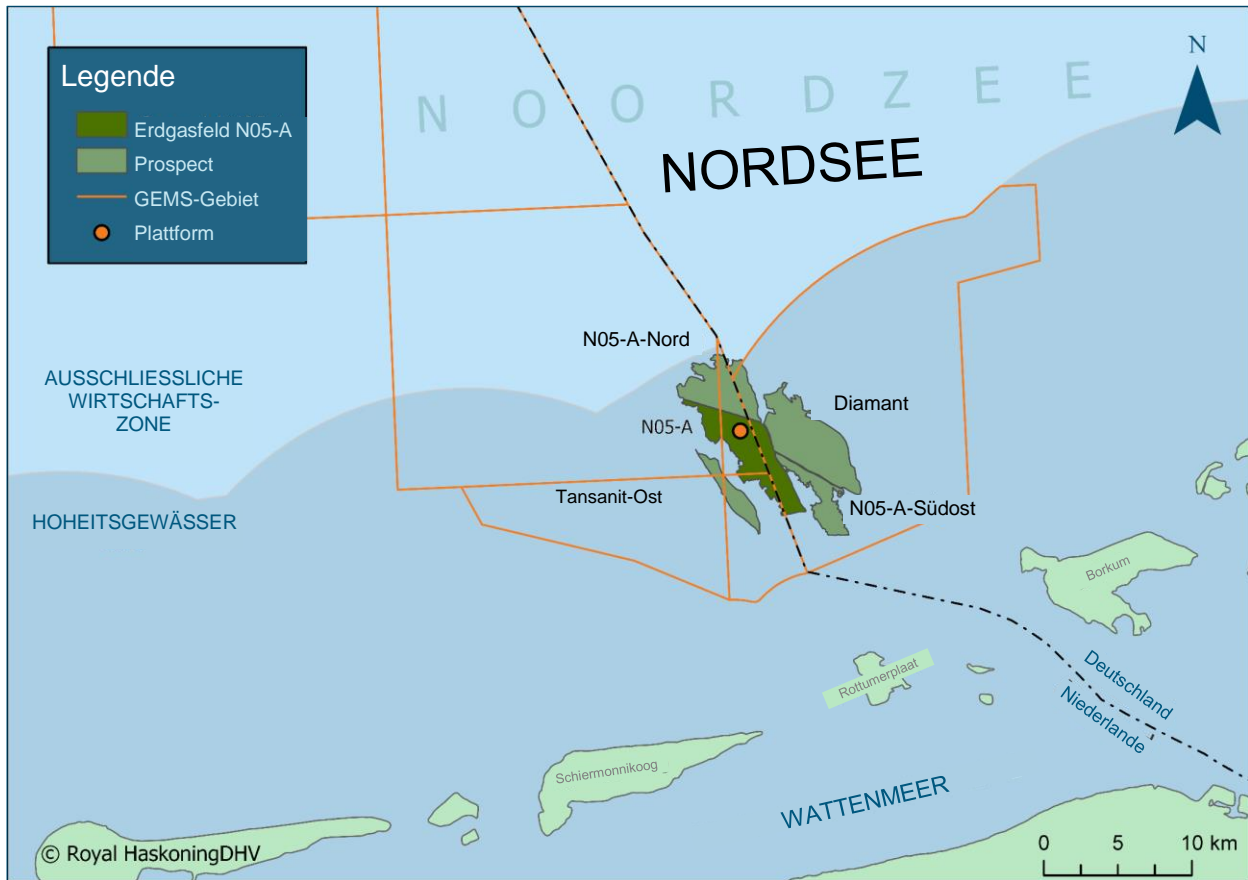 Legende
Erdgasfeld N05-A
Prospect
GEMS-Gebiet
Plattform
NOORDZEE
N
NORDSEE
N05-A-Nord
AUSSCHLIESSLICHE
WIRTSCHAFTS-
ZONE
Diamant
N05-A
Tansanit-Ost
N05-A-Südost
HOHEITSGEWÄSSER
Borkum
Rottumerplaat
Deutschland
Niederlande
Schiermonnikoog
WATTENMEER
© Royal HaskoningDHV
0 5 10 km